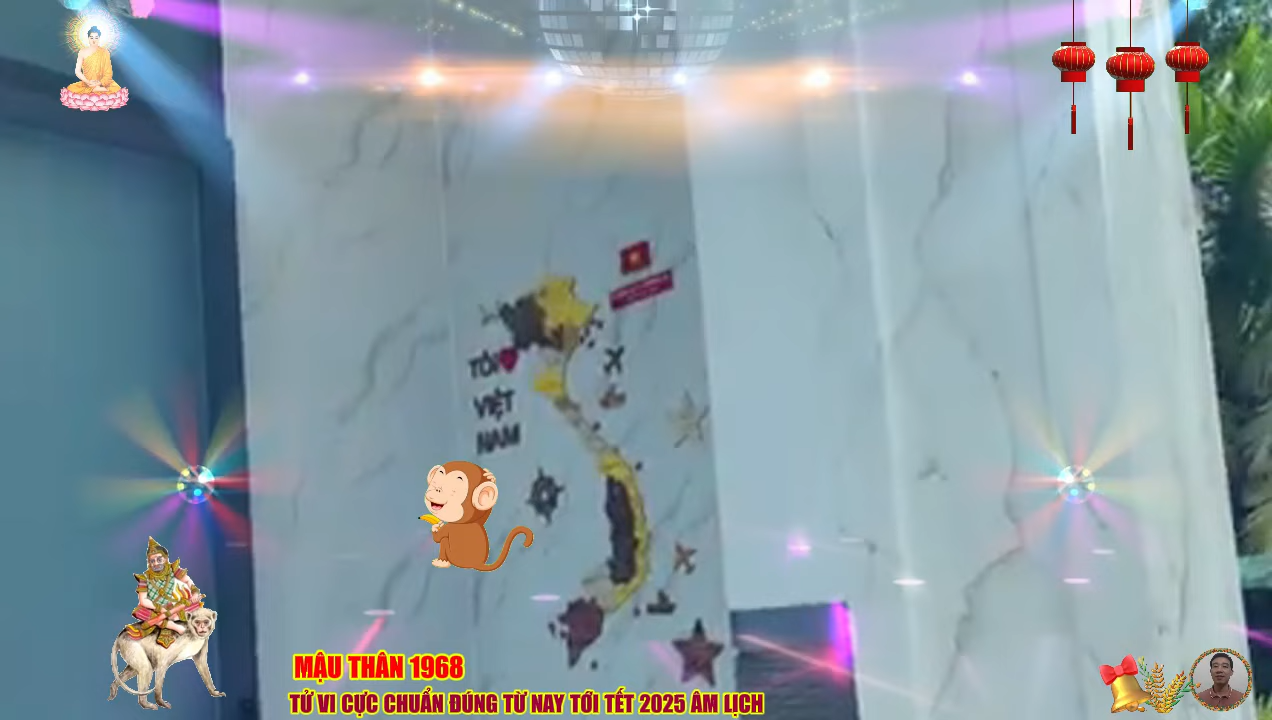 TÔI
VIỆT
NAM
MẬU THÂN 1968
TỬ VI CỰC CHUẨN ĐÚNG TỪ NAY TỚI TẾT 2025 ÂM LỊCH